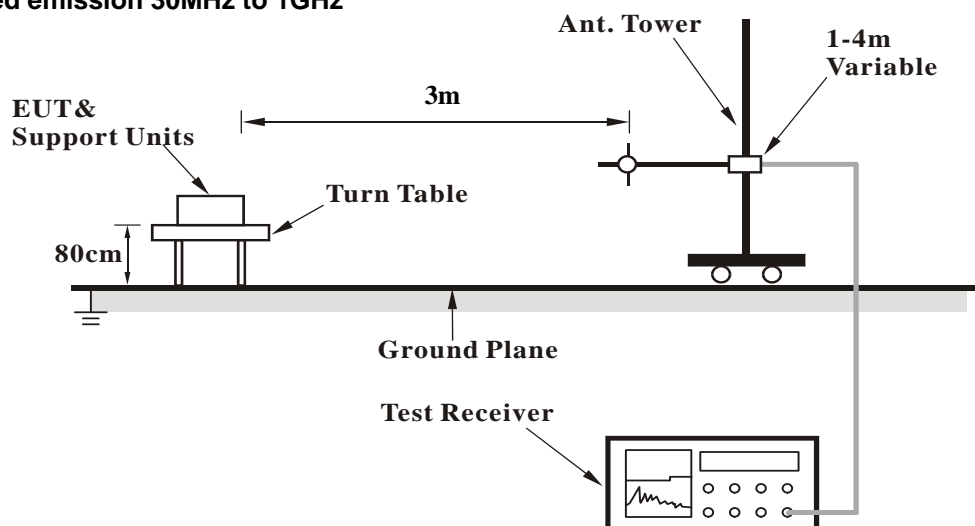 emission 30MHz to 1GHz
Ant. Tower
1-4m
Variable
3m
EUT&
Support Units
Turn Table
80cm
Ground Plane
Test Receiver